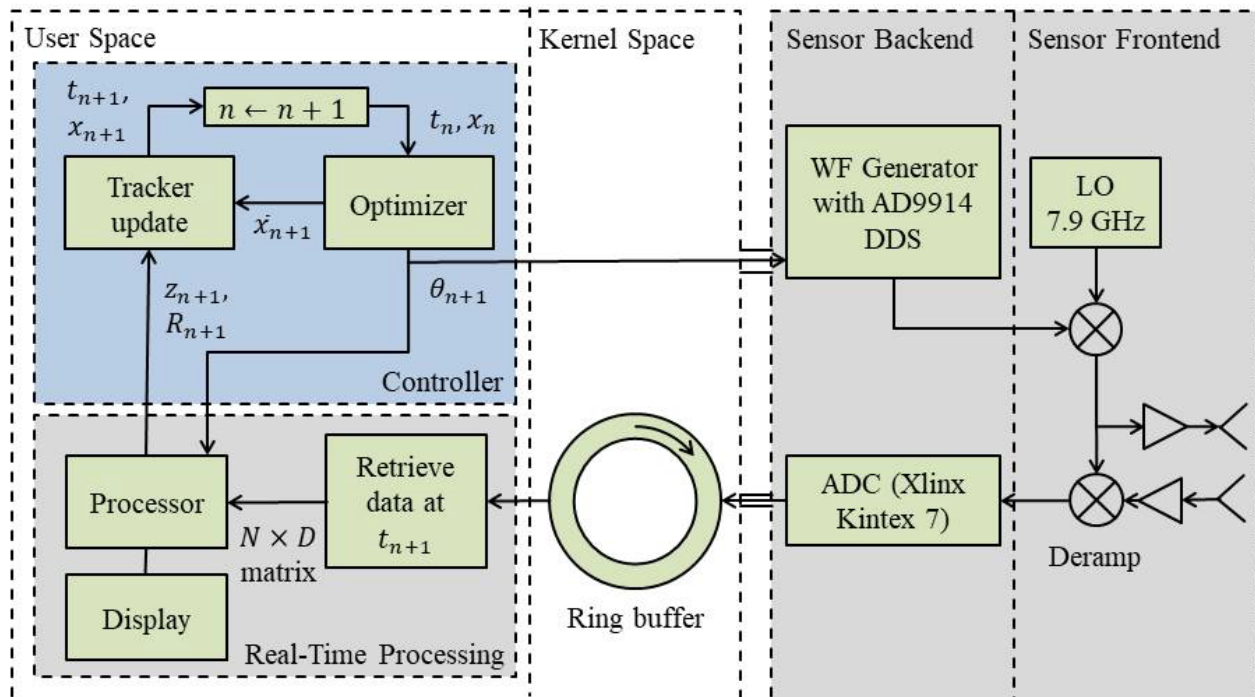 User Space
Kernel Space
Sensor Backend
Sensor Frontend
t_{n+1},
x_{n+1}
n ← n + 1
t_n, x_n
Tracker
update
Optimizer
ẋ_{n+1}
z_{n+1},
R_{n+1}
θ_{n+1}
Controller
WF Generator
with AD9914
DDS
LO
7.9 GHz
Processor
Retrieve
data at
t_{n+1}
N × D
matrix
Display
Real-Time Processing
Ring buffer
ADC (Xlinx
Kintex 7)
Deramp